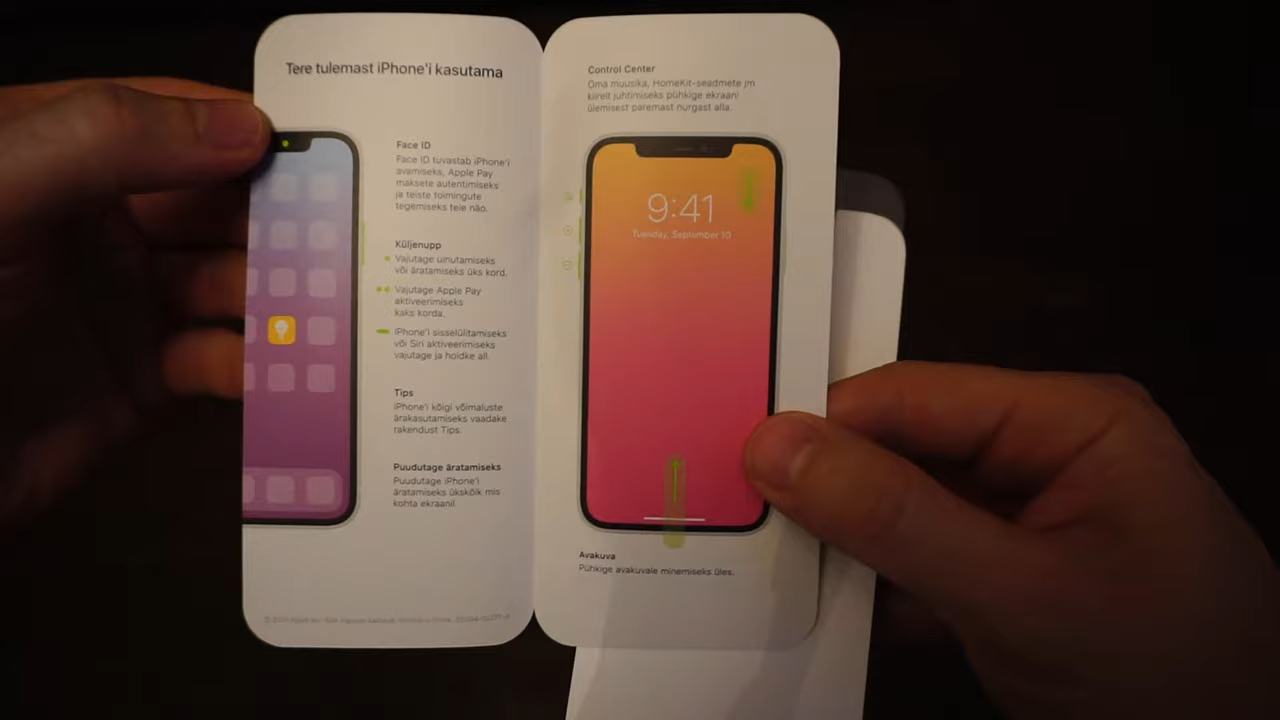 Tere tulemast iPhone'i kasutama
Face ID
Face ID tuvastab iPhone'i
avamiseks, Apple Pay
maksete autentimiseks
ja teiste toimingute
tegemiseks teie näo.
Küljenupp
Vajutage uinutamiseks
või äratamiseks üks kord.
Vajutage Apple Pay
aktiveerimiseks
kaks korda.
iPhone'i sisselülitamiseks
või Siri aktiveerimiseks
vajutage ja hoidke all.
Tips
iPhone'i kõigi võimaluste
ärakasutamiseks vaadake
rakendust Tips.
Puudutage äratamiseks
Puudutage iPhone'i
äratamiseks ükskõik mis
kohta ekraanil.
Control Center
Oma muusika, HomeKit-seadmete jm
kiirelt juhtimiseks pühkige ekraani
ülemisest paremast nurgast alla.
9:41
Tuesday, September 10
Avakuva
Pühkige avakuvale minemiseks üles.